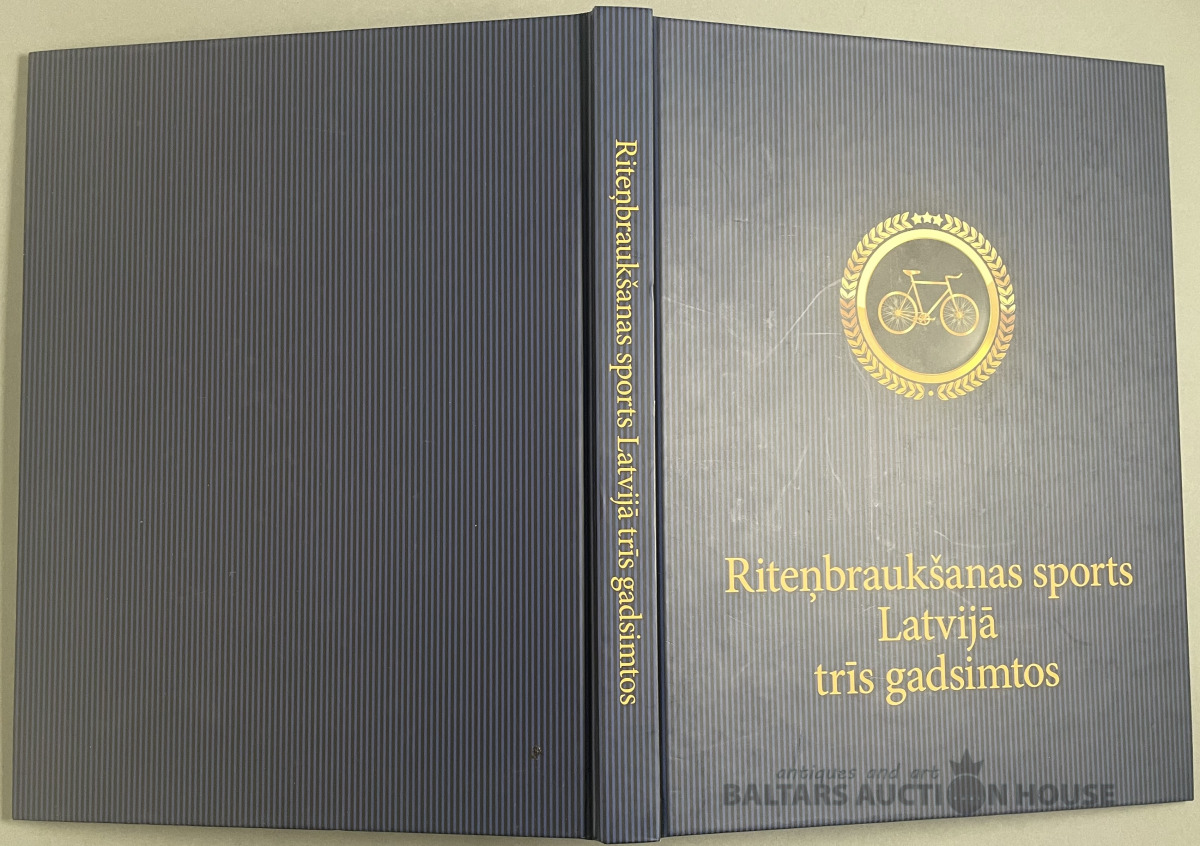 Riteņbraukšanas sports Latvijā trīs gadsimtos
Riteņbraukšanas sports
Latvijā
trīs gadsimtos
antiques and art
BALTARS AUCTION HOUSE